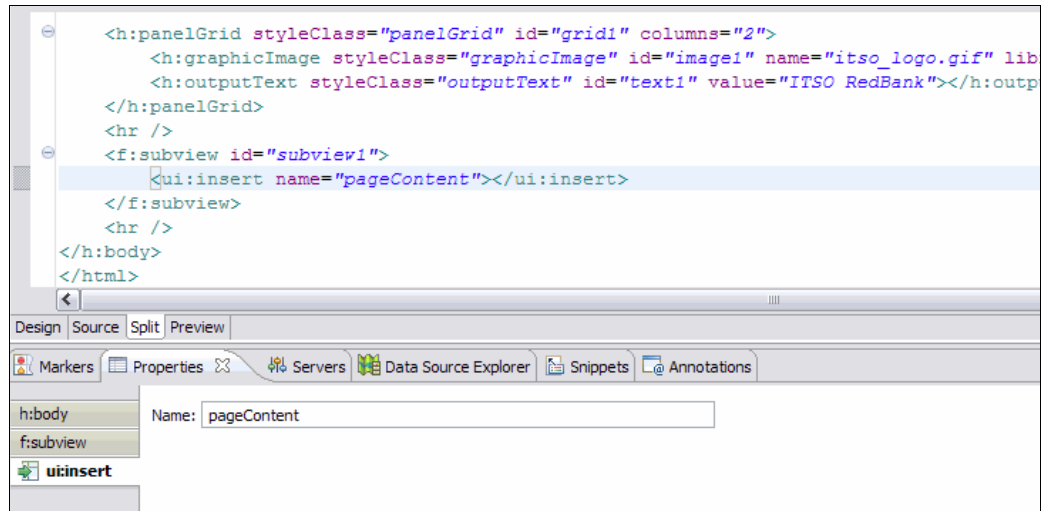 <h:panelGrid styleClass="panelGrid" id="grid1" columns="2">
<h:graphicImage styleClass="graphicImage" id="image1" name="itso_logo.gif" lib
<h:outputText styleClass="outputText" id="text1" value="ITSO RedBank"></h:outp
</h:panelGrid>
<hr />
<f:subview id="subview1">
<ui:insert name="pageContent"></ui:insert>
</f:subview>
<hr />
</h:body>
</html>
Design Source Split Preview
Markers Properties Servers Data Source Explorer Snippets Annotations
h:body Name: pageContent
f:subview
ui:insert